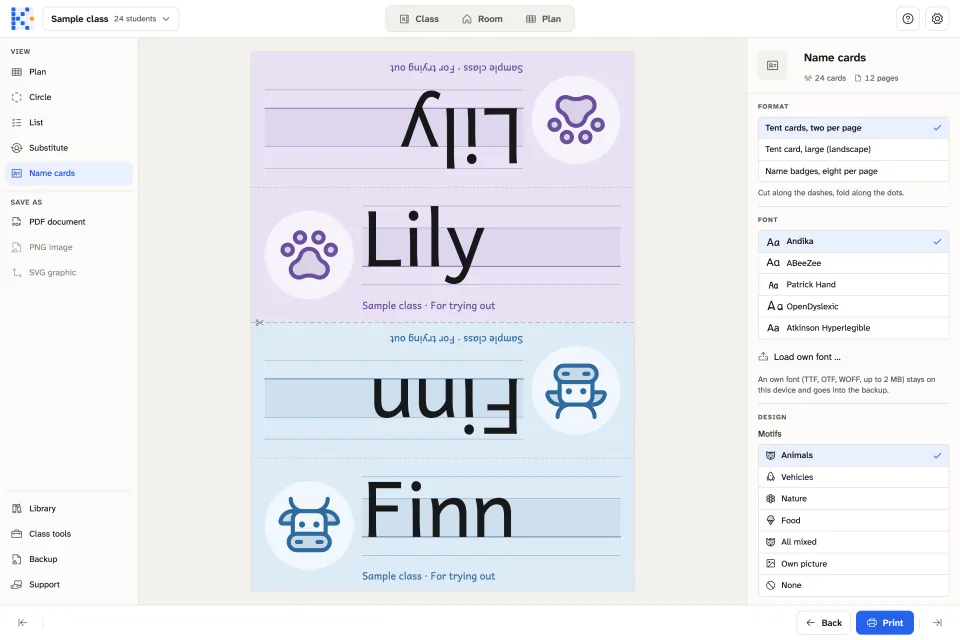 Sample class 24 students
Class
Room
Plan
VIEW
Plan
Circle
List
Substitute
Name cards
SAVE AS
PDF document
PNG image
SVG graphic
Library
Class tools
Backup
Support
Sample class · For trying out
Lily
Lily
Sample class · For trying out
Sample class · For trying out
Finn
Finn
Sample class · For trying out
Name cards
24 cards 12 pages
FORMAT
Tent cards, two per page
Tent card, large (landscape)
Name badges, eight per page
Cut along the dashes, fold along the dots.
FONT
Aa Andika
Aa ABeeZee
Aa Patrick Hand
Aa OpenDyslexic
Aa Atkinson Hyperlegible
Load own font ...
An own font (TTF, OTF, WOFF, up to 2 MB) stays on
this device and goes into the backup.
DESIGN
Motifs
Animals
Vehicles
Nature
Food
All mixed
Own picture
None
Back
Print